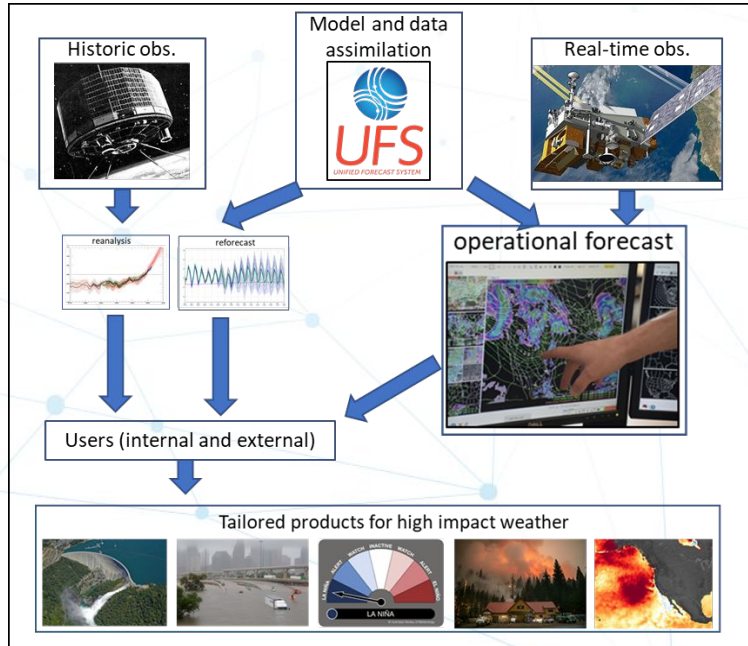 Model and data
assimilation
Historic obs.
Real-time obs.
UFS
UNIFIED FORECAST SYSTEM
reanalysis
reforecast
operational forecast
Users (internal and external)
Tailored products for high impact weather
LA NIÑA
ALERT
WATCH
INACTIVE
WATCH
ALERT
EL NIÑO
LA NIÑA